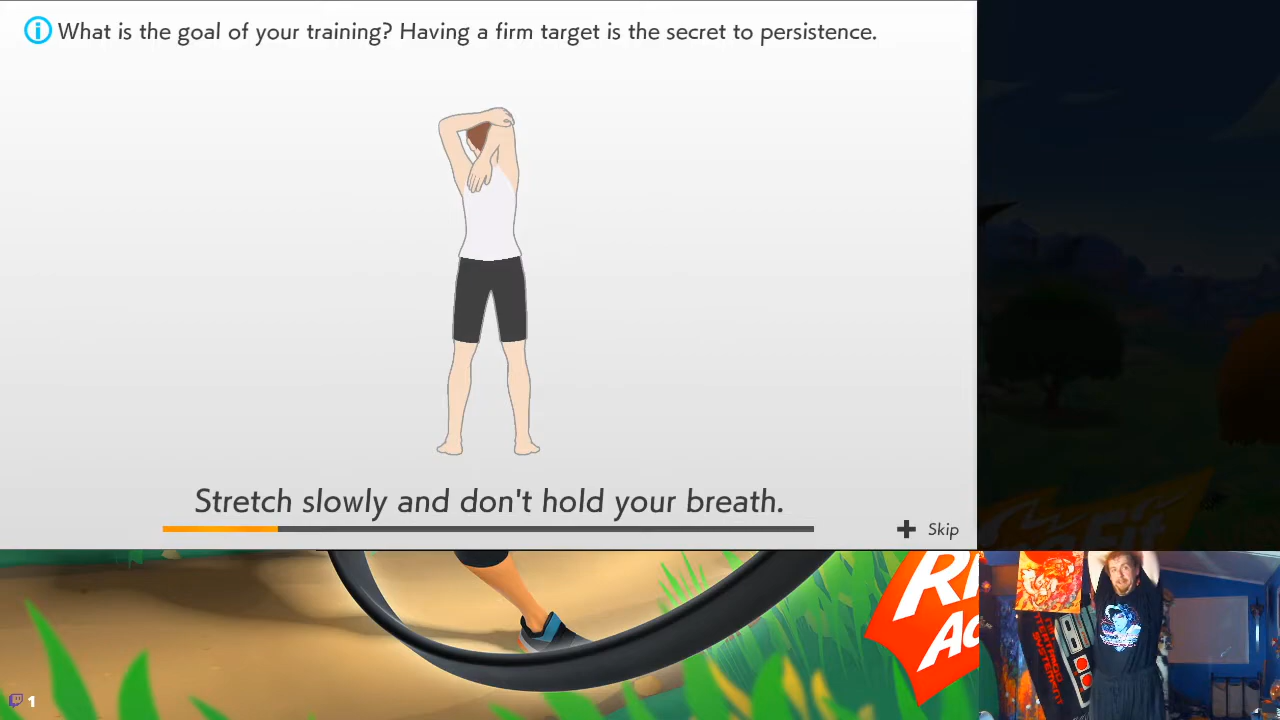 What is the goal of your training? Having a firm target is the secret to persistence.
Stretch slowly and don't hold your breath.
Skip
1